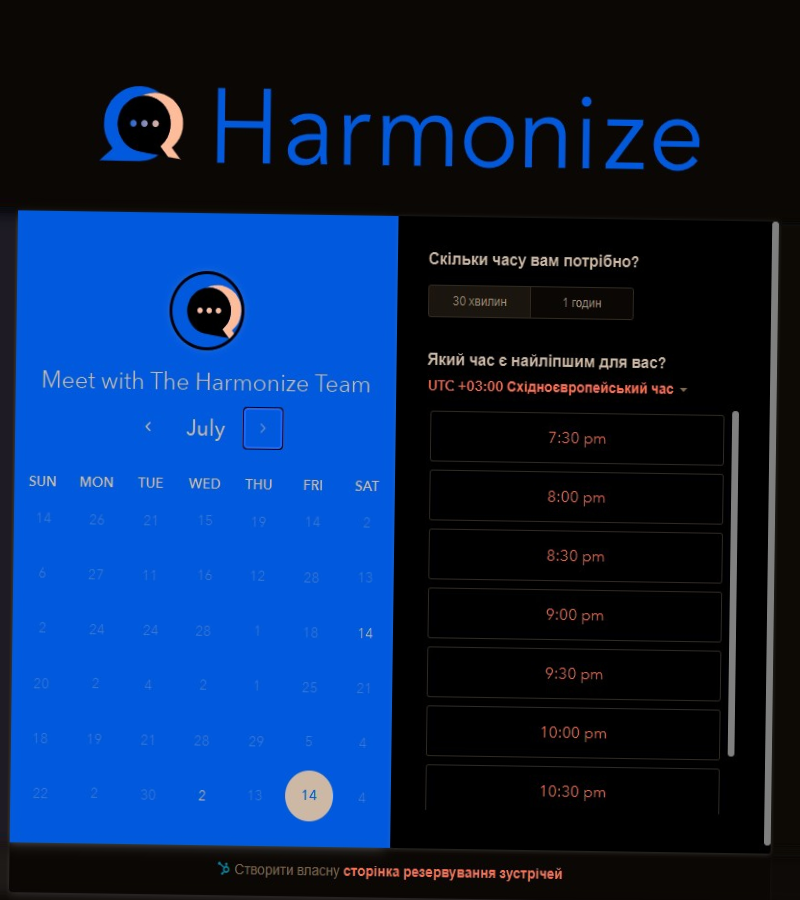 Harmonize
Meet with The Harmonize Team
July
SUN MON TUE WED THU FRI SAT
14 26 21 15 19 14 2
6 27 11 16 12 28 13
2 24 24 28 1 18 14
20 2 4 2 1 25 21
18 19 21 28 29 5 4
22 2 30 2 13 14 4
Скільки часу вам потрібно?
30 хвилин 1 годин
Який час є найліпшим для вас?
UTC +03:00 Східноєвропейський час
7:30 pm
8:00 pm
8:30 pm
9:00 pm
9:30 pm
10:00 pm
10:30 pm
Створити власну сторінка резервування зустрічей